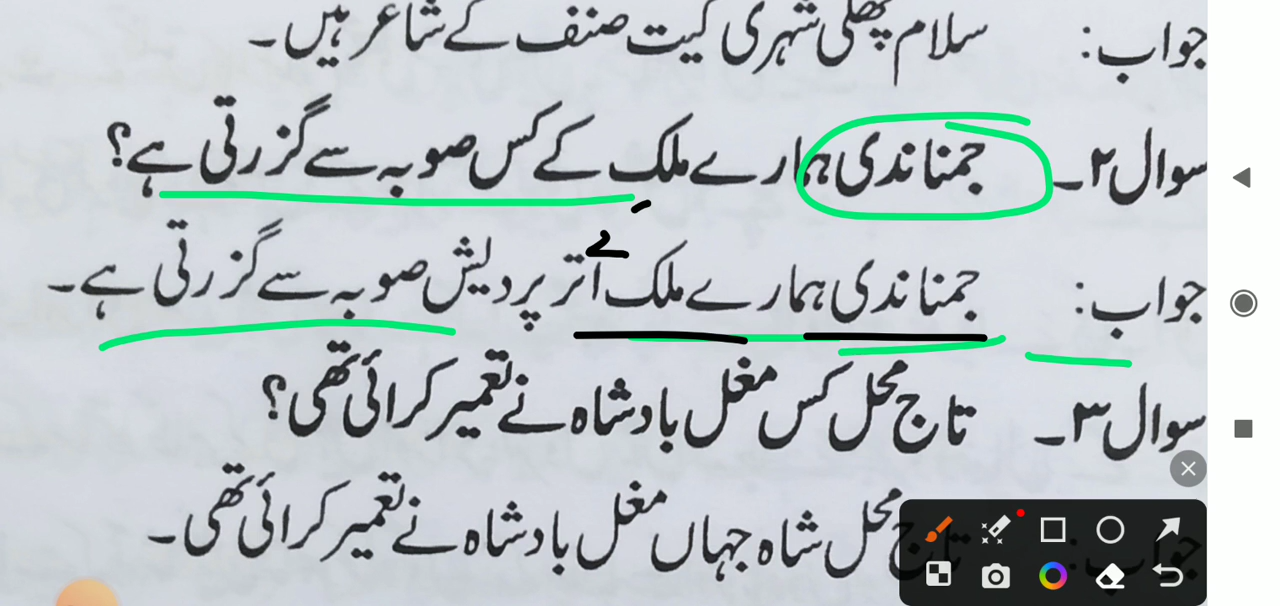 جواب: سلام مچھلی شہری گیت صنف کے شاعر ہیں۔
سوال ۲۔ جمنا ندی ہمارے ملک کے کس صوبہ سے گزرتی ہے؟
کے
جواب: جمنا ندی ہمارے ملک اتر پردیش صوبہ سے گزرتی ہے۔
سوال ۳۔ تاج محل کس مغل بادشاہ نے تعمیر کرائی تھی؟
جواب: تاج محل شاہ جہاں مغل بادشاہ نے تعمیر کرائی تھی۔